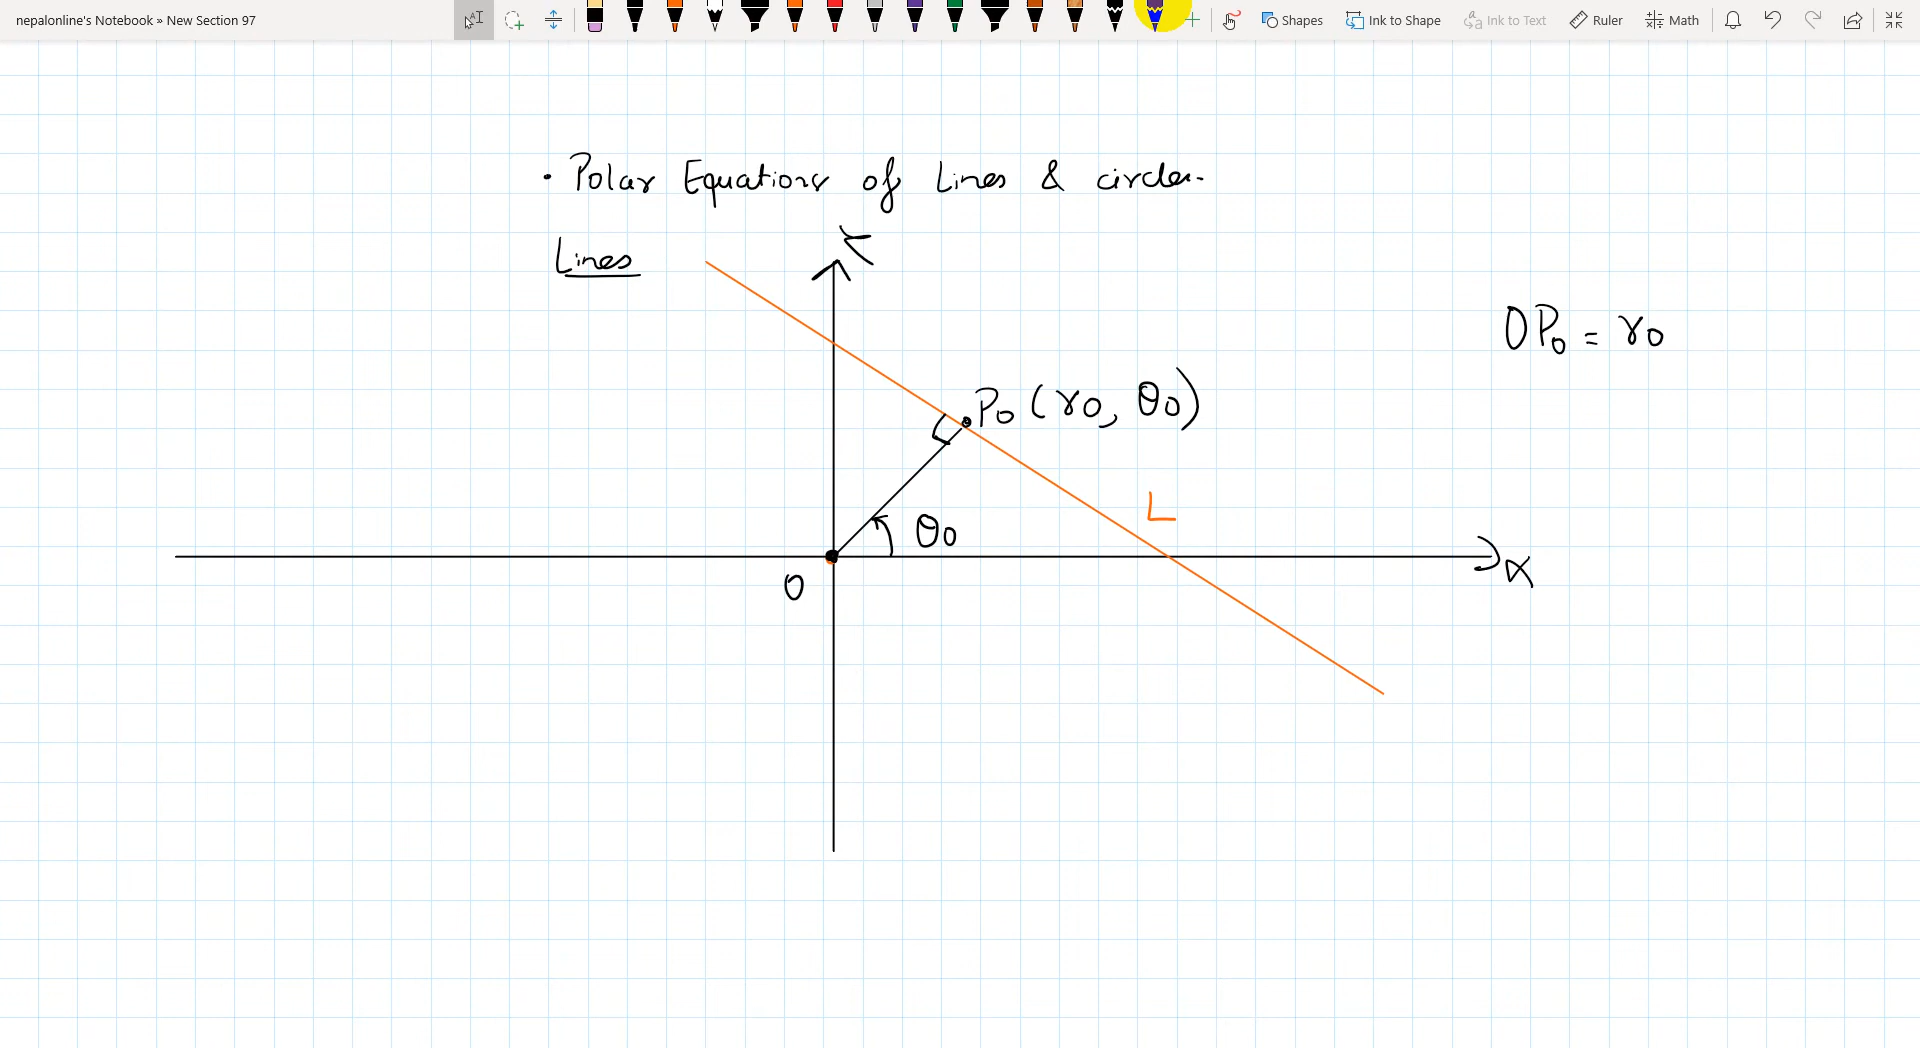 nepalonline's Notebook » New Section 97
Shapes Ink to Shape Ink to Text Ruler Math
• Polar Equations of Lines & circles.
Lines
Y
OP₀ = r₀
P₀ (r₀, θ₀)
L
θ₀
O
x